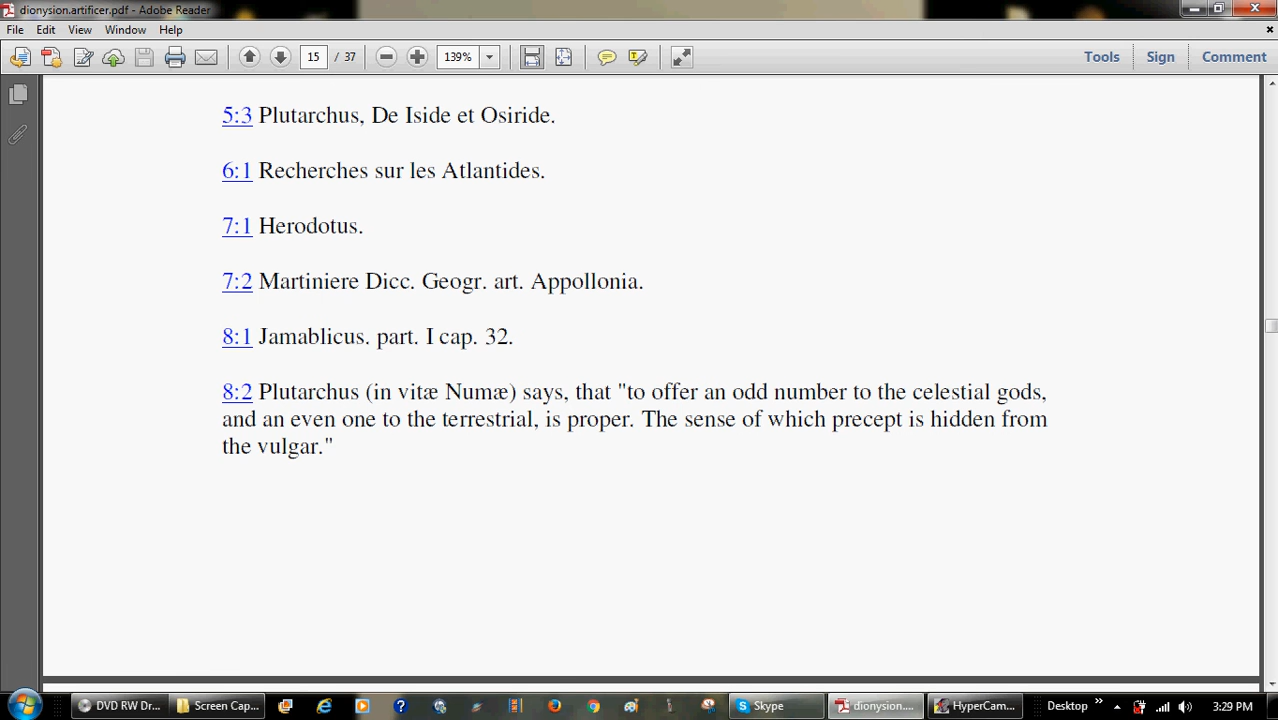 dionysion.artificer.pdf - Adobe Reader
File Edit View Window Help
15 / 37 139% Tools Sign Comment
5:3 Plutarchus, De Iside et Osiride.
6:1 Recherches sur les Atlantides.
7:1 Herodotus.
7:2 Martiniere Dicc. Geogr. art. Appollonia.
8:1 Jamablicus. part. I cap. 32.
8:2 Plutarchus (in vitæ Numæ) says, that "to offer an odd number to the celestial gods,
and an even one to the terrestrial, is proper. The sense of which precept is hidden from
the vulgar."
DVD RW Dr... Screen Cap... Skype dionysion.... HyperCam... Desktop » 3:29 PM